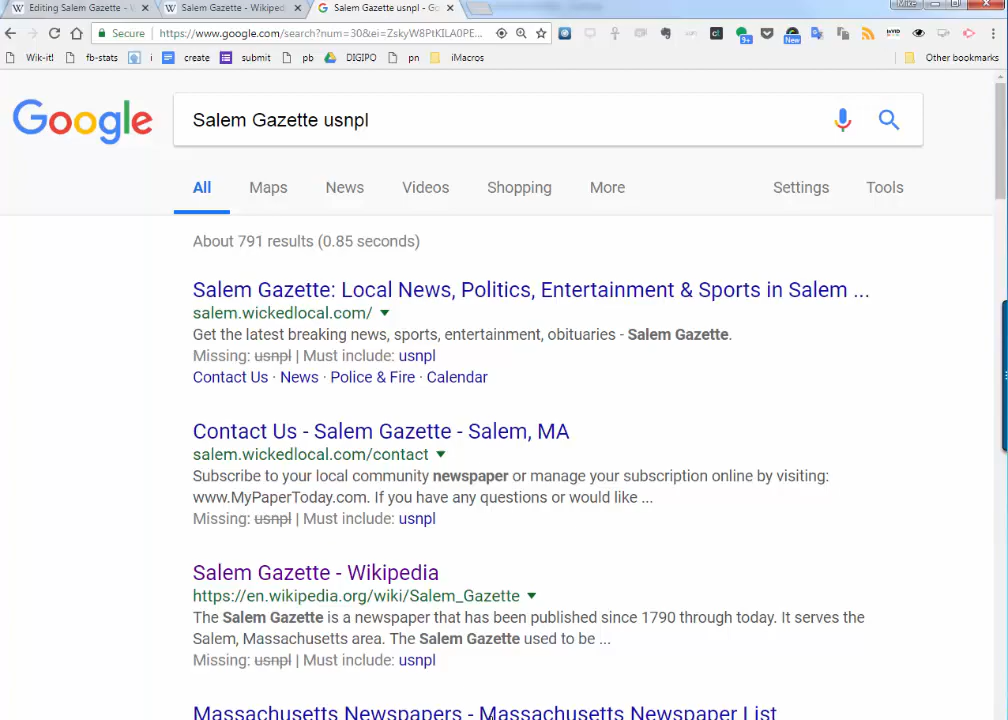 Editing Salem Gazette - W
Salem Gazette - Wikiped
Salem Gazette usnpl - Go
Mike
Secure
https://www.google.com/search?num=30&ei=ZskyW8PtKILA0PE...
Wik-it!
fb-stats
i
create
submit
pb
DIGIPO
pn
iMacros
Other bookmarks
Google
Salem Gazette usnpl
All Maps News Videos Shopping More Settings Tools
About 791 results (0.85 seconds)
Salem Gazette: Local News, Politics, Entertainment & Sports in Salem ...
salem.wickedlocal.com/
Get the latest breaking news, sports, entertainment, obituaries - Salem Gazette.
Missing: usnpl | Must include: usnpl
Contact Us · News · Police & Fire · Calendar
Contact Us - Salem Gazette - Salem, MA
salem.wickedlocal.com/contact
Subscribe to your local community newspaper or manage your subscription online by visiting:
www.MyPaperToday.com. If you have any questions or would like ...
Missing: usnpl | Must include: usnpl
Salem Gazette - Wikipedia
https://en.wikipedia.org/wiki/Salem_Gazette
The Salem Gazette is a newspaper that has been published since 1790 through today. It serves the
Salem, Massachusetts area. The Salem Gazette used to be ...
Missing: usnpl | Must include: usnpl
Massachusetts Newspapers - Massachusetts Newspaper List